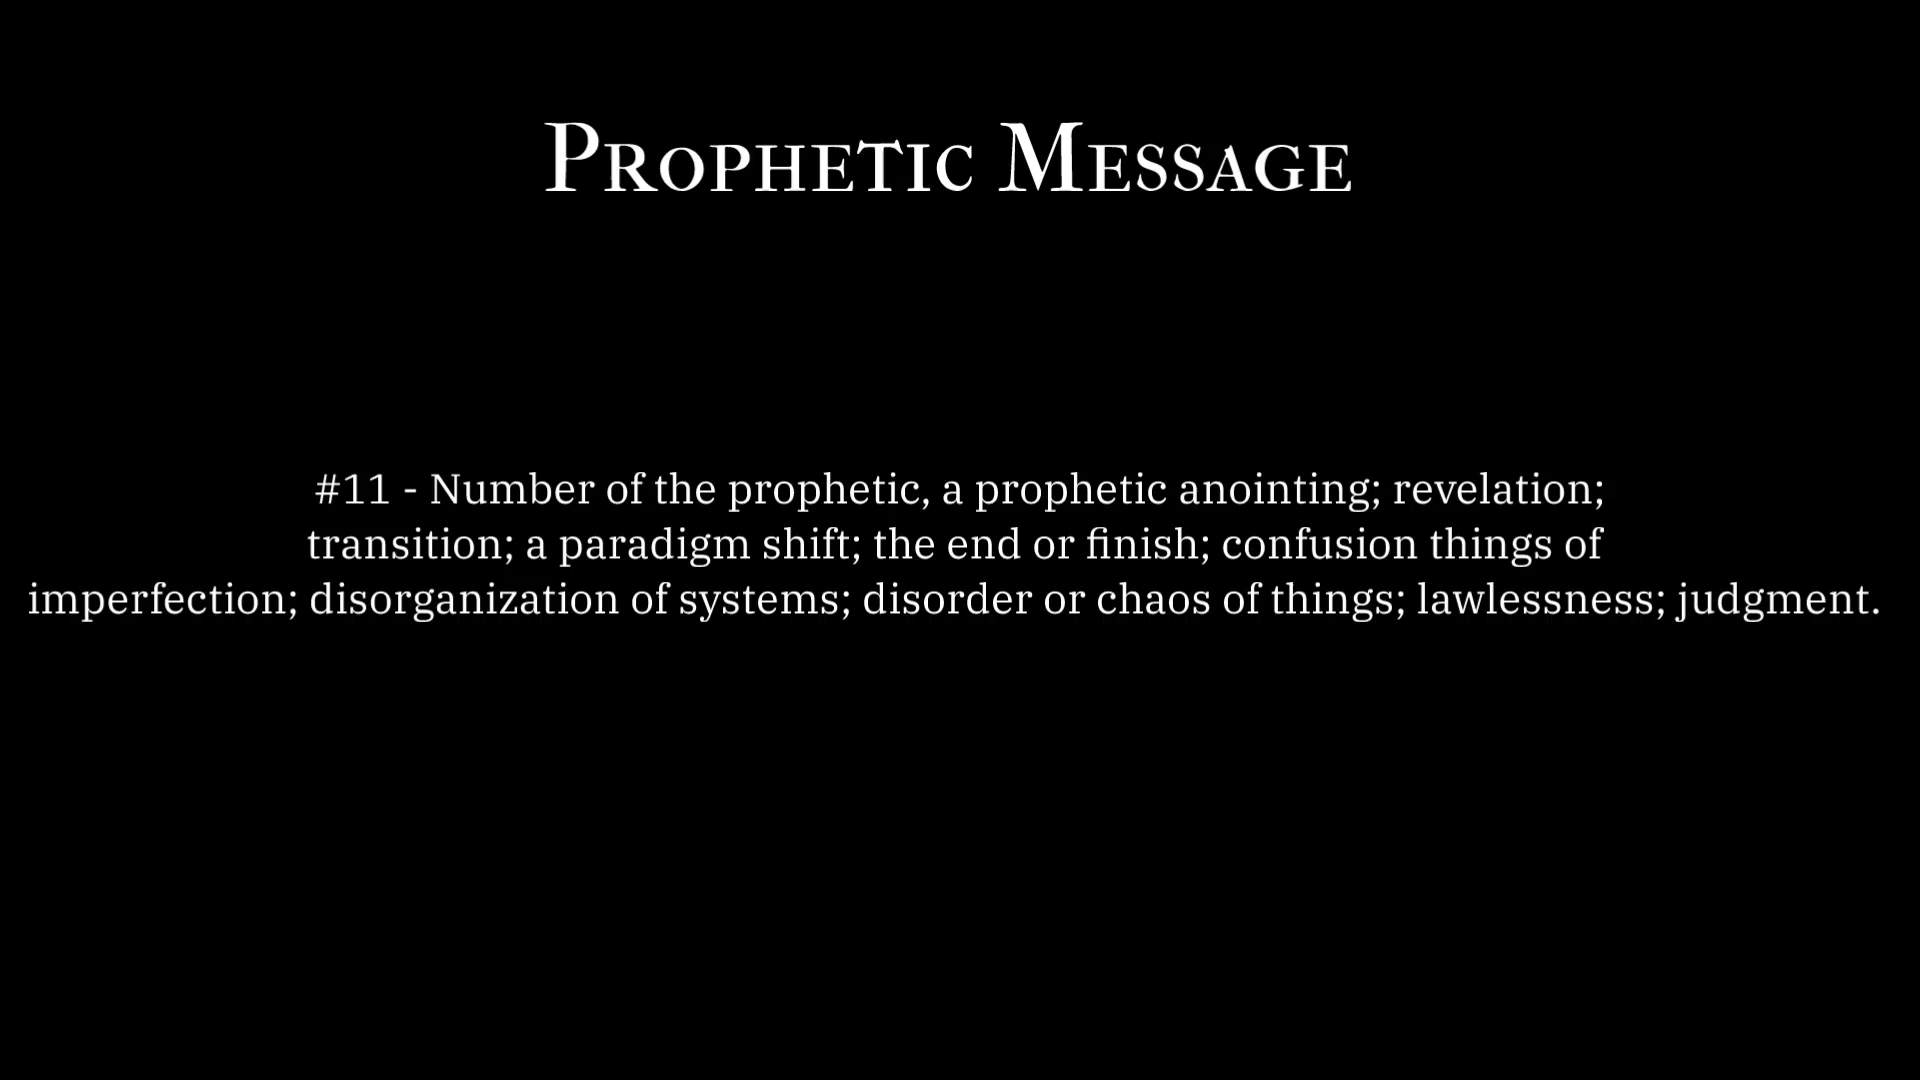 Prophetic Message
#11 - Number of the prophetic, a prophetic anointing; revelation;
transition; a paradigm shift; the end or finish; confusion things of
imperfection; disorganization of systems; disorder or chaos of things; lawlessness; judgment.